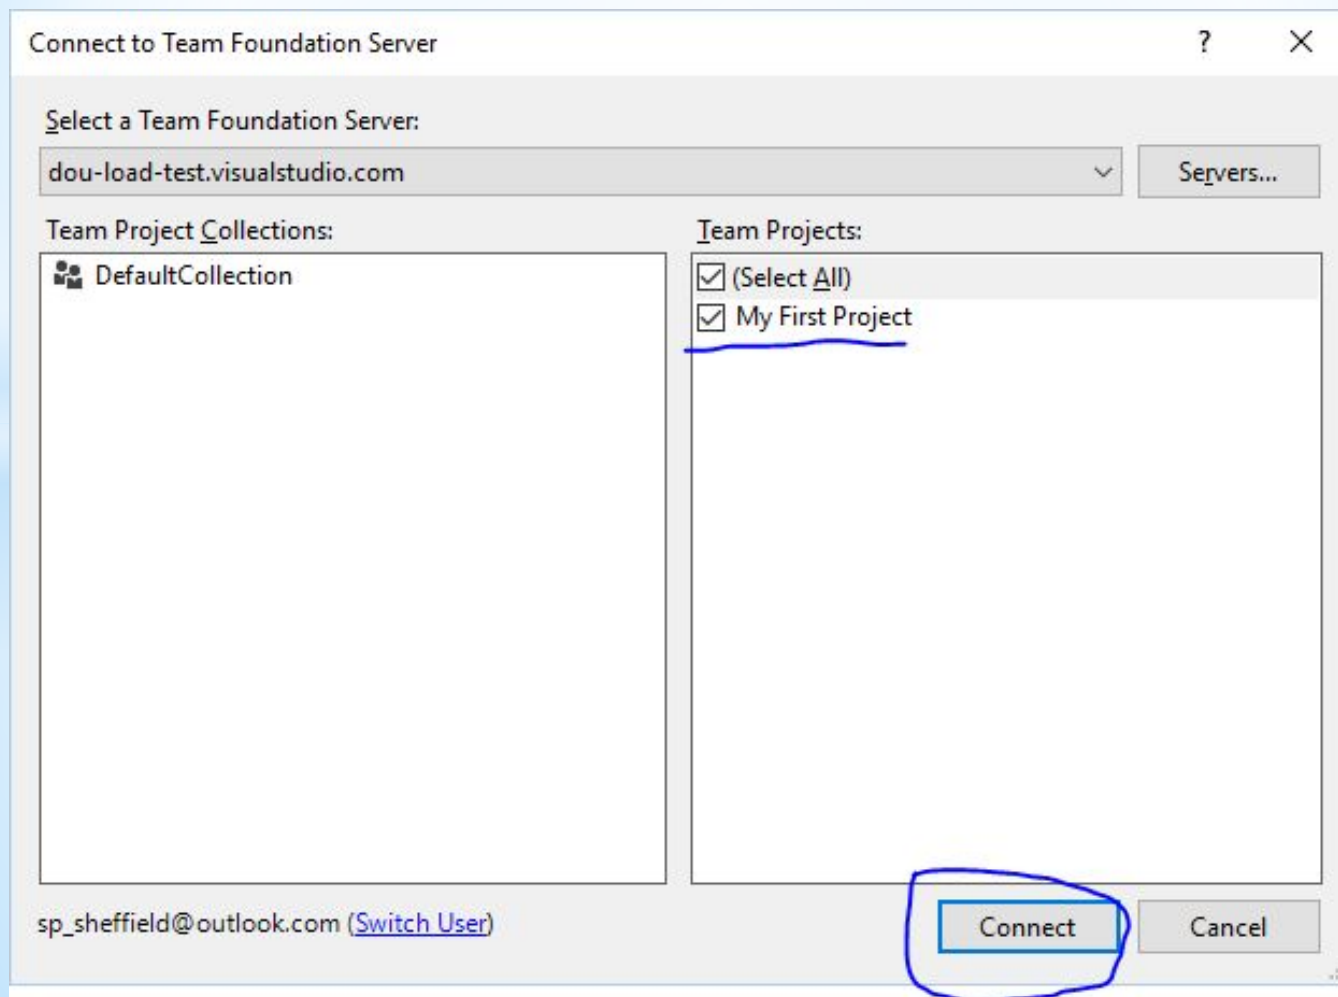 Connect to Team Foundation Server
Select a Team Foundation Server:
dou-load-test.visualstudio.com
Servers...
Team Project Collections:
DefaultCollection
Team Projects:
(Select All)
My First Project
sp_sheffield@outlook.com (Switch User)
Connect
Cancel